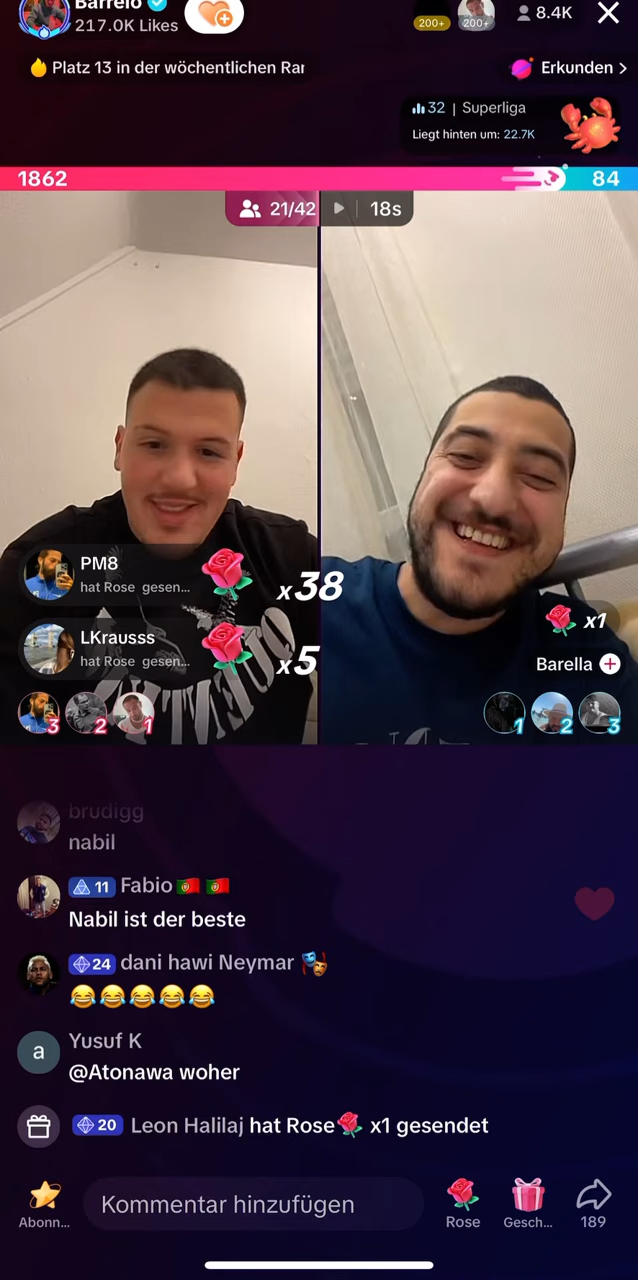 Barrelo
217.0K Likes
200+
200+
8.4K
Platz 13 in der wöchentlichen Rar
Erkunden >
32 | Superliga
Liegt hinten um: 22.7K
1862
84
21/42
18s
PM8
hat Rose gesen...
x38
LKrausss
hat Rose gesen...
x5
x1
Barella
3
2
1
1
2
3
brudigg
nabil
11 Fabio🇵🇹 🇵🇹
Nabil ist der beste
24 dani hawi Neymar 🎭
😂😂😂😂😂
a
Yusuf K
@Atonawa woher
20 Leon Halilaj hat Rose🌹 x1 gesendet
Kommentar hinzufügen
Abonn...
Rose
Gesch...
189